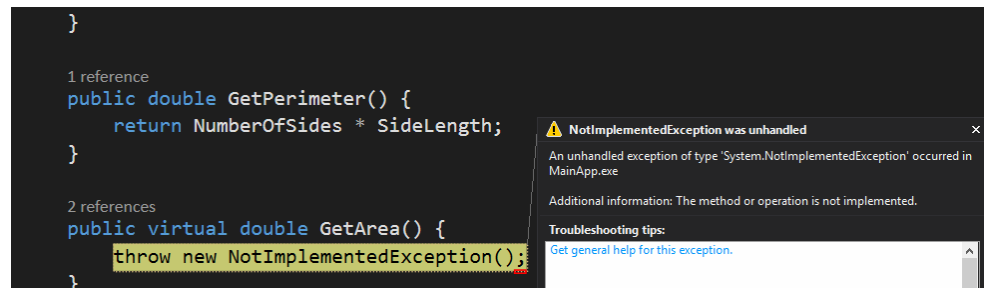 }
1 reference
public double GetPerimeter() {
return NumberOfSides * SideLength;
}
2 references
public virtual double GetArea() {
throw new NotImplementedException();
}
NotImplementedException was unhandled
An unhandled exception of type 'System.NotImplementedException' occurred in
MainApp.exe
Additional information: The method or operation is not implemented.
Troubleshooting tips:
Get general help for this exception.